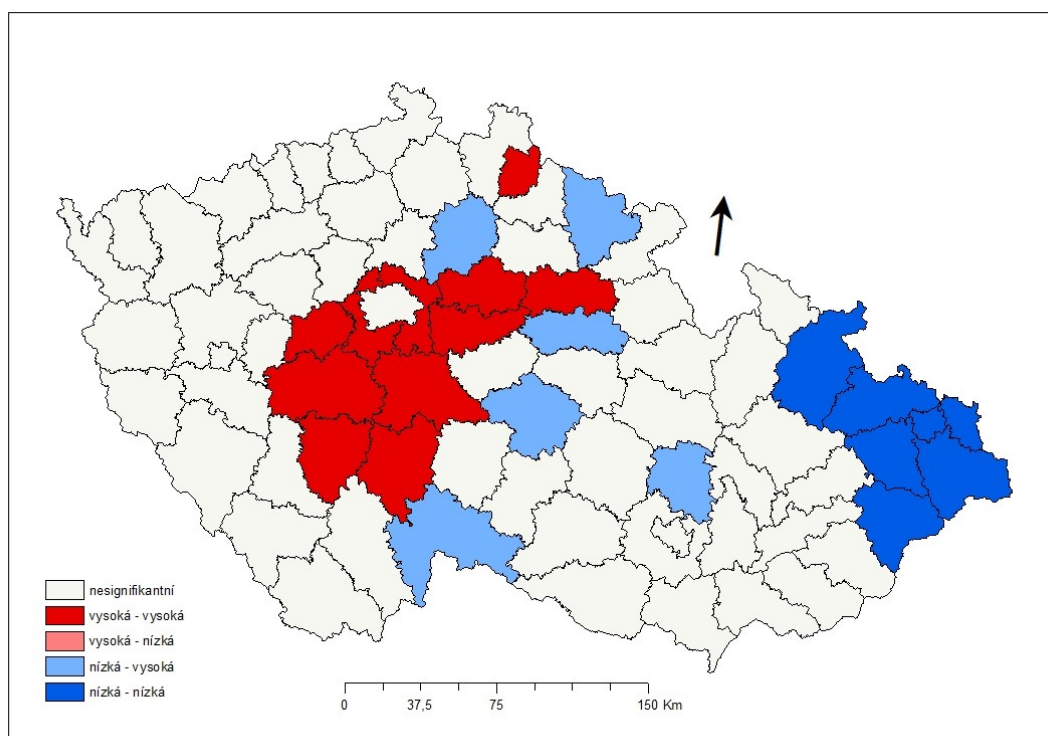 nesignifikantní
vysoká - vysoká
vysoká - nízká
nízká - vysoká
nízká - nízká
0 37,5 75 150 Km